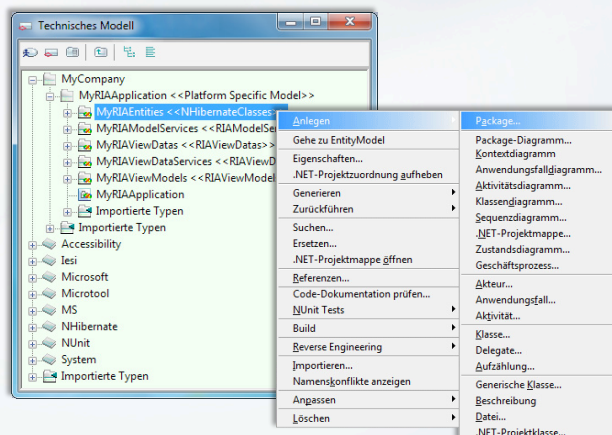 Technisches Modell
MyCompany
MyRIAApplication <<Platform Specific Model>>
MyRIAEntities <<NHibernateClasses
MyRIAModelServices <<RIAModelSe
MyRIAViewDatas <<RIAViewDatas>>
MyRIAViewDataServices <<RIAViewD
MyRIAViewModels <<RIAViewModel
MyRIAApplication
Importierte Typen
Importierte Typen
Accessibility
Iesi
Microsoft
Microtool
MS
NHibernate
NUnit
System
Importierte Typen
Anlegen
Gehe zu EntityModel
Eigenschaften...
.NET-Projektzuordnung aufheben
Generieren
Zurückführen
Suchen...
Ersetzen...
.NET-Projektmappe öffnen
Referenzen...
Code-Dokumentation prüfen...
NUnit Tests
Build
Reverse Engineering
Importieren...
Namenskonflikte anzeigen
Anpassen
Löschen
Package...
Package-Diagramm...
Kontextdiagramm
Anwendungsfalldiagramm...
Aktivitätsdiagramm...
Klassendiagramm...
Sequenzdiagramm...
.NET-Projektmappe...
Zustandsdiagramm...
Geschäftsprozess...
Akteur...
Anwendungsfall...
Aktivität...
Klasse...
Delegate...
Aufzählung...
Generische Klasse...
Beschreibung
Datei...
.NET-Projektklasse...